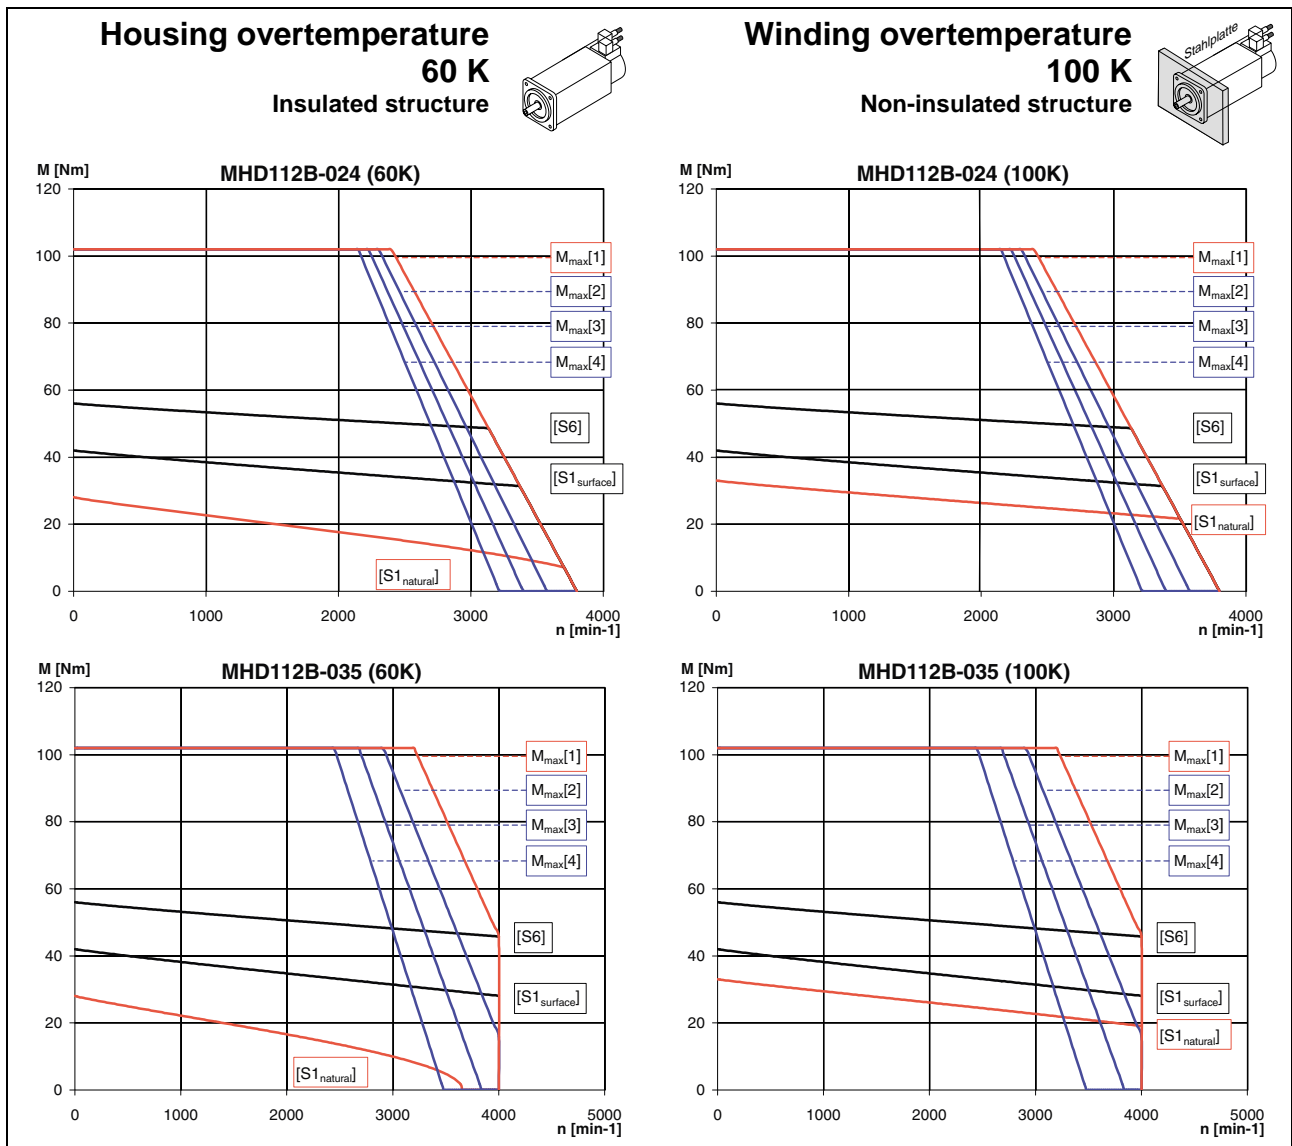 Housing overtemperature
60 K
Insulated structure
Winding overtemperature
100 K
Non-insulated structure
Stahlplatte
M [Nm]
MHD112B-024 (60K)
120
100
80
60
40
20
0
0 1000 2000 3000 4000
n [min-1]
Mmax[1]
Mmax[2]
Mmax[3]
Mmax[4]
[S6]
[S1surface]
[S1natural]
M [Nm]
MHD112B-024 (100K)
120
100
80
60
40
20
0
0 1000 2000 3000 4000
n [min-1]
Mmax[1]
Mmax[2]
Mmax[3]
Mmax[4]
[S6]
[S1surface]
[S1natural]
M [Nm]
MHD112B-035 (60K)
120
100
80
60
40
20
0
0 1000 2000 3000 4000 5000
n [min-1]
Mmax[1]
Mmax[2]
Mmax[3]
Mmax[4]
[S6]
[S1surface]
[S1natural]
M [Nm]
MHD112B-035 (100K)
120
100
80
60
40
20
0
0 1000 2000 3000 4000 5000
n [min-1]
Mmax[1]
Mmax[2]
Mmax[3]
Mmax[4]
[S6]
[S1surface]
[S1natural]